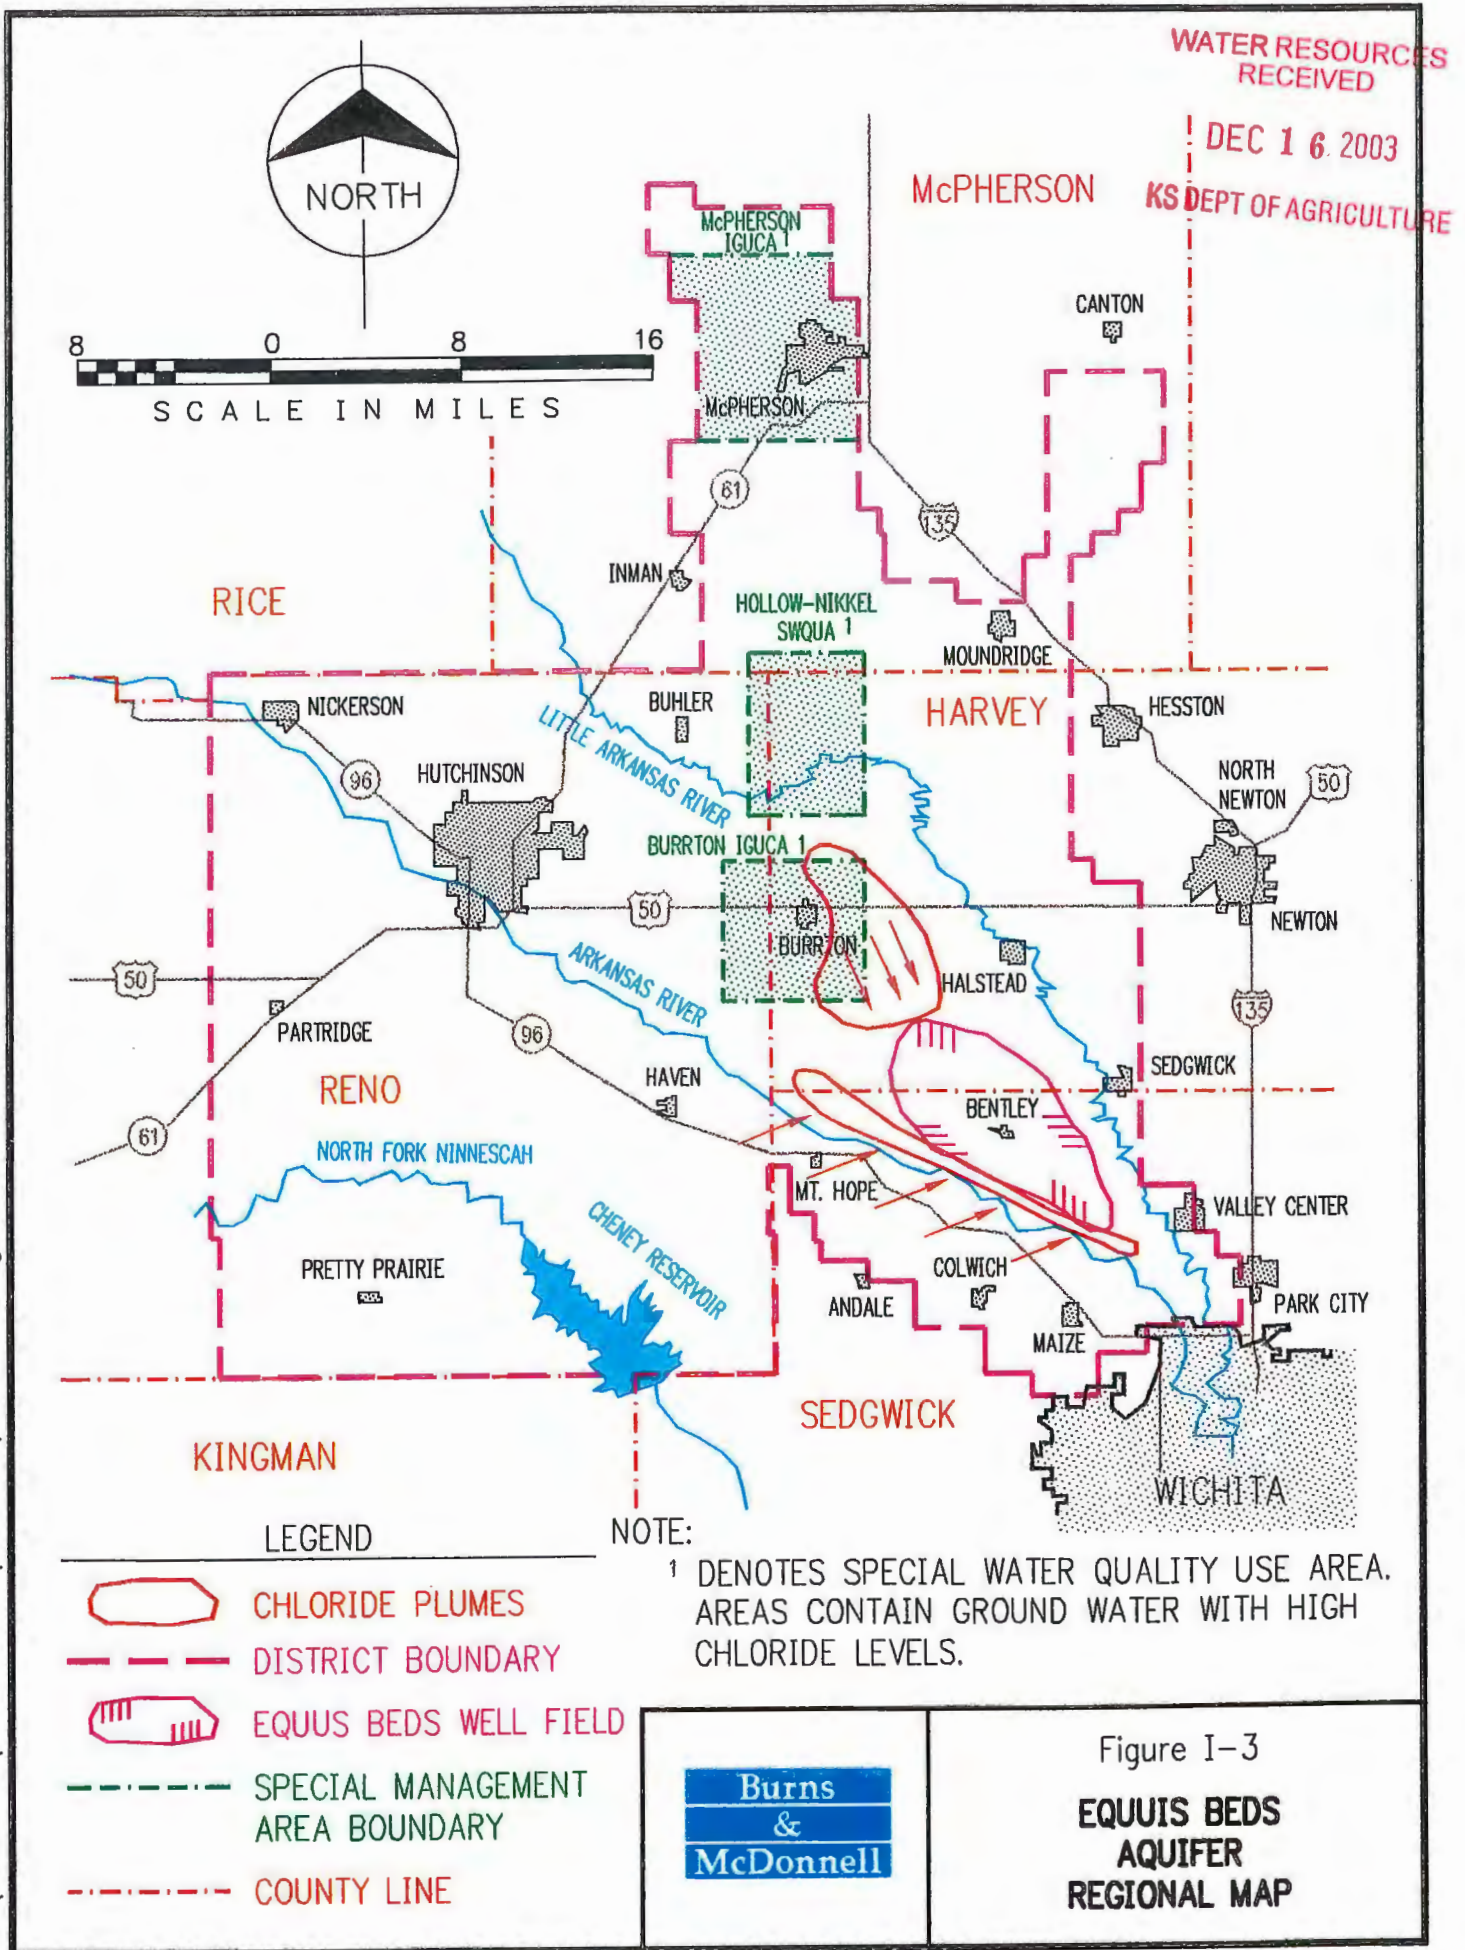 WATER RESOURCES
RECEIVED
DEC 16 2003
KS DEPT OF AGRICULTURE
NORTH
8 0 8 16
SCALE IN MILES
McPHERSON
McPHERSON
IGUCA 1
CANTON
McPHERSON
61
135
INMAN
RICE
HOLLOW-NIKKEL
SWQUA 1
MOUNDRIDGE
NICKERSON
BUHLER
HARVEY
HESSTON
LITTLE ARKANSAS RIVER
96
HUTCHINSON
NORTH
NEWTON
50
BURRTON IGUCA 1
50
BURRTON
NEWTON
50
ARKANSAS RIVER
HALSTEAD
135
PARTRIDGE
96
RENO
HAVEN
SEDGWICK
BENTLEY
61
NORTH FORK NINNESCAH
MT. HOPE
VALLEY CENTER
CHENEY RESERVOIR
PRETTY PRAIRIE
COLWICH
ANDALE
PARK CITY
MAIZE
SEDGWICK
KINGMAN
WICHITA
LEGEND
CHLORIDE PLUMES
DISTRICT BOUNDARY
EQUUS BEDS WELL FIELD
SPECIAL MANAGEMENT
AREA BOUNDARY
COUNTY LINE
NOTE:
1 DENOTES SPECIAL WATER QUALITY USE AREA.
AREAS CONTAIN GROUND WATER WITH HIGH
CHLORIDE LEVELS.
Burns
&
McDonnell
Figure I-3
EQUUIS BEDS
AQUIFER
REGIONAL MAP